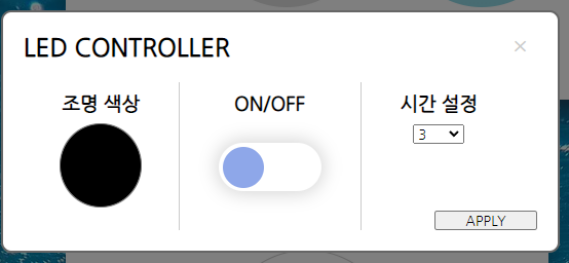 LED CONTROLLER
×
조명 색상
ON/OFF
시간 설정
3
APPLY